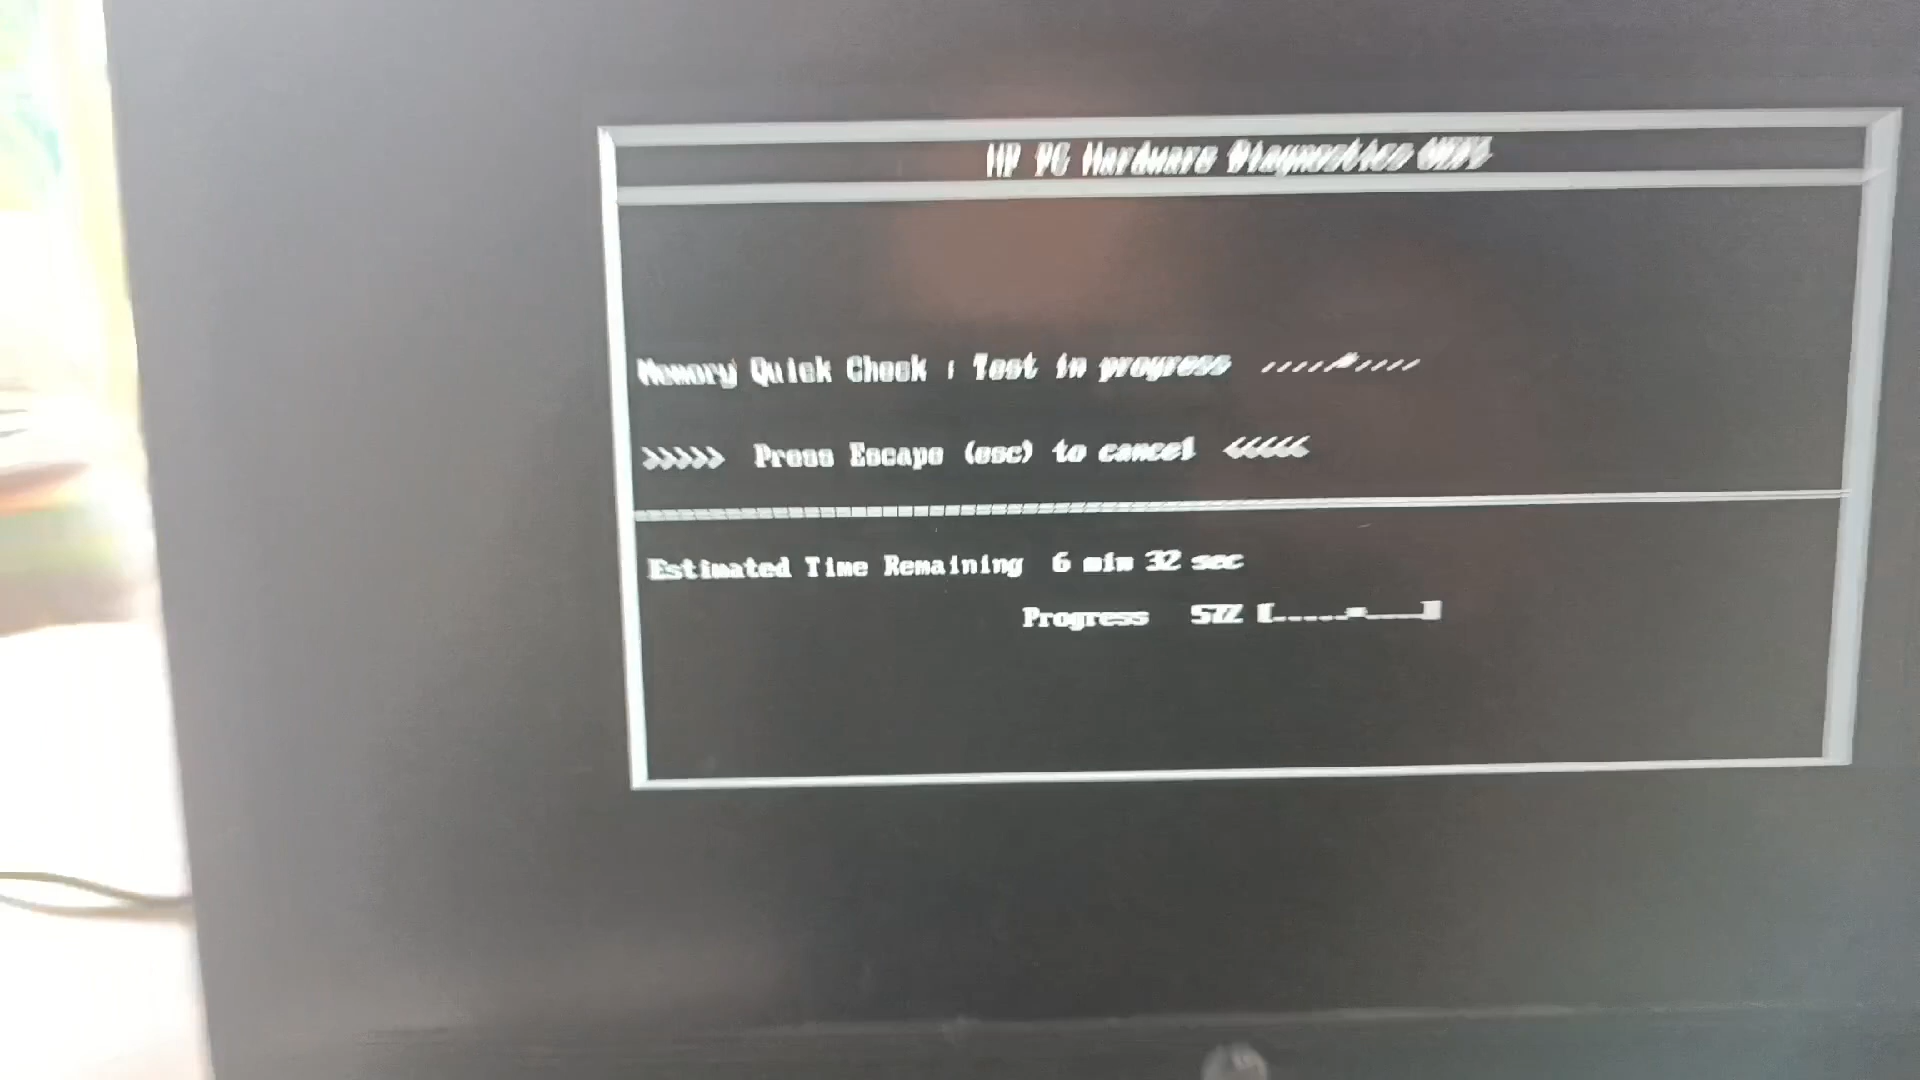 HP PC Hardware Diagnostics UEFI
Memory Quick Check : Test in progress ....*....
>>>>> Press Escape (esc) to cancel <<<<<
Estimated Time Remaining 6 min 32 sec
Progress 57%